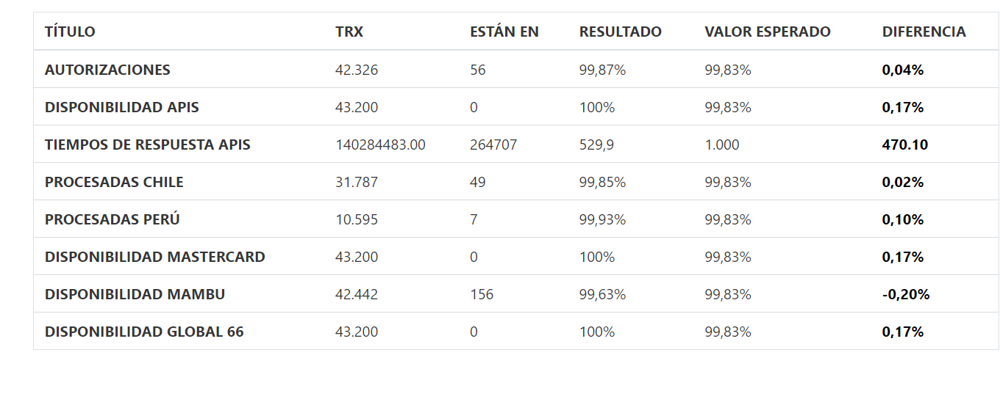 TÍTULO TRX ESTÁN EN RESULTADO VALOR ESPERADO DIFERENCIA
AUTORIZACIONES 42.326 56 99,87% 99,83% 0,04%
DISPONIBILIDAD APIS 43.200 0 100% 99,83% 0,17%
TIEMPOS DE RESPUESTA APIS 140284483.00 264707 529,9 1.000 470.10
PROCESADAS CHILE 31.787 49 99,85% 99,83% 0,02%
PROCESADAS PERÚ 10.595 7 99,93% 99,83% 0,10%
DISPONIBILIDAD MASTERCARD 43.200 0 100% 99,83% 0,17%
DISPONIBILIDAD MAMBU 42.442 156 99,63% 99,83% -0,20%
DISPONIBILIDAD GLOBAL 66 43.200 0 100% 99,83% 0,17%